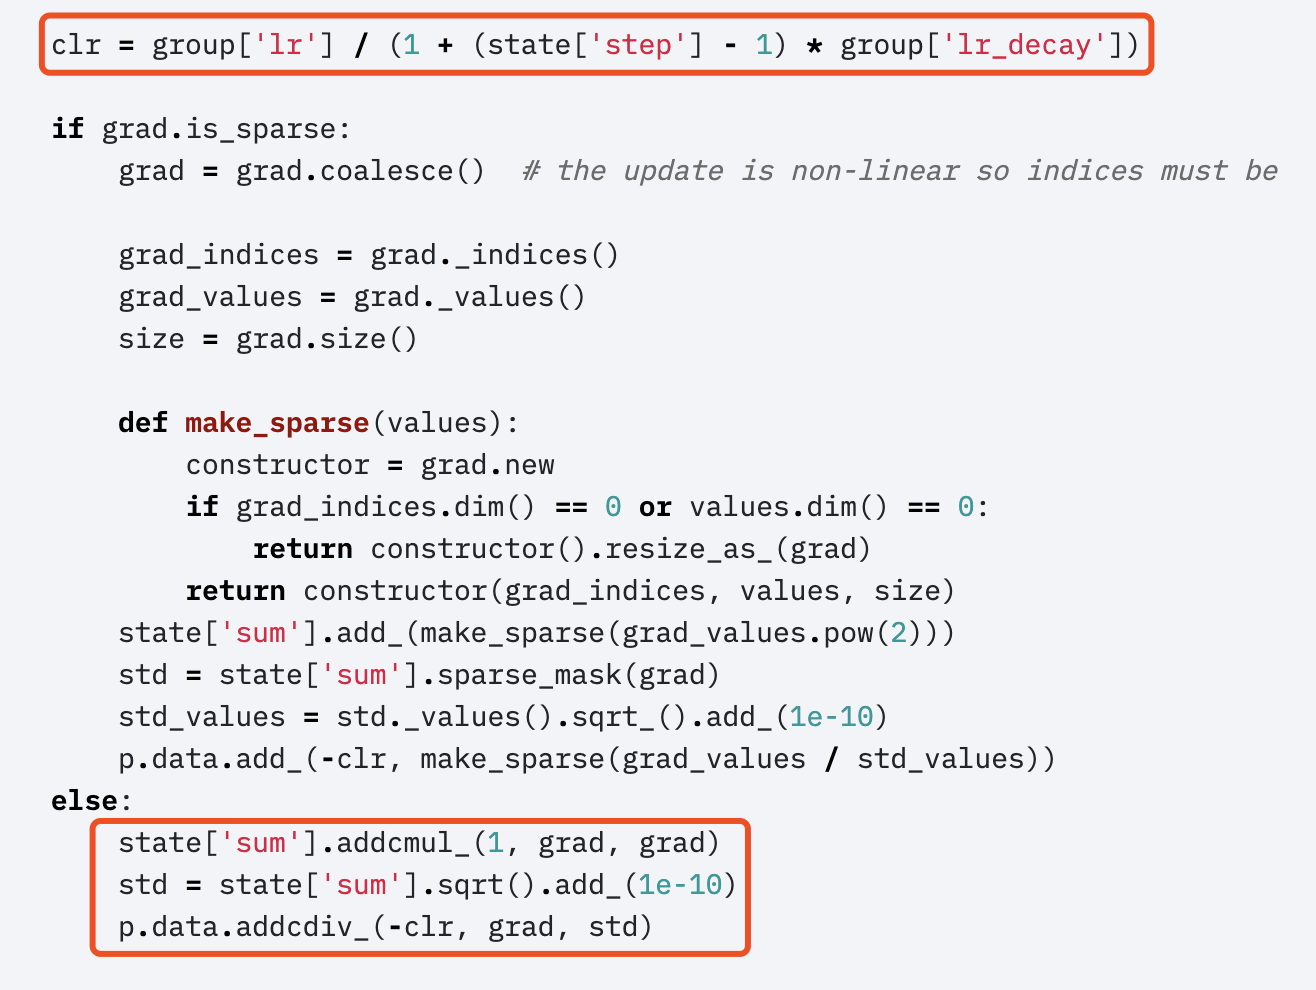 clr = group['lr'] / (1 + (state['step'] - 1) * group['lr_decay'])
if grad.is_sparse:
grad = grad.coalesce()  # the update is non-linear so indices must be
grad_indices = grad._indices()
grad_values = grad._values()
size = grad.size()
def make_sparse(values):
constructor = grad.new
if grad_indices.dim() == 0 or values.dim() == 0:
return constructor().resize_as_(grad)
return constructor(grad_indices, values, size)
state['sum'].add_(make_sparse(grad_values.pow(2)))
std = state['sum'].sparse_mask(grad)
std_values = std._values().sqrt_().add_(1e-10)
p.data.add_(-clr, make_sparse(grad_values / std_values))
else:
state['sum'].addcmul_(1, grad, grad)
std = state['sum'].sqrt().add_(1e-10)
p.data.addcdiv_(-clr, grad, std)